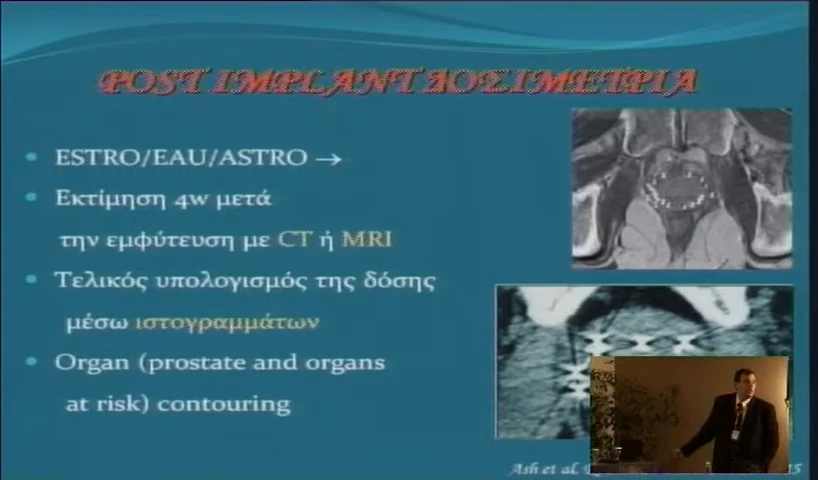 POST IMPLANT ΔΟΣΙΜΕΤΡΙΑ
ESTRO/EAU/ASTRO →
Εκτίμηση 4w μετά
την εμφύτευση με CT ή MRI
Τελικός υπολογισμός της δόσης
μέσω ιστογραμμάτων
Organ (prostate and organs
at risk) contouring
Ash et al,